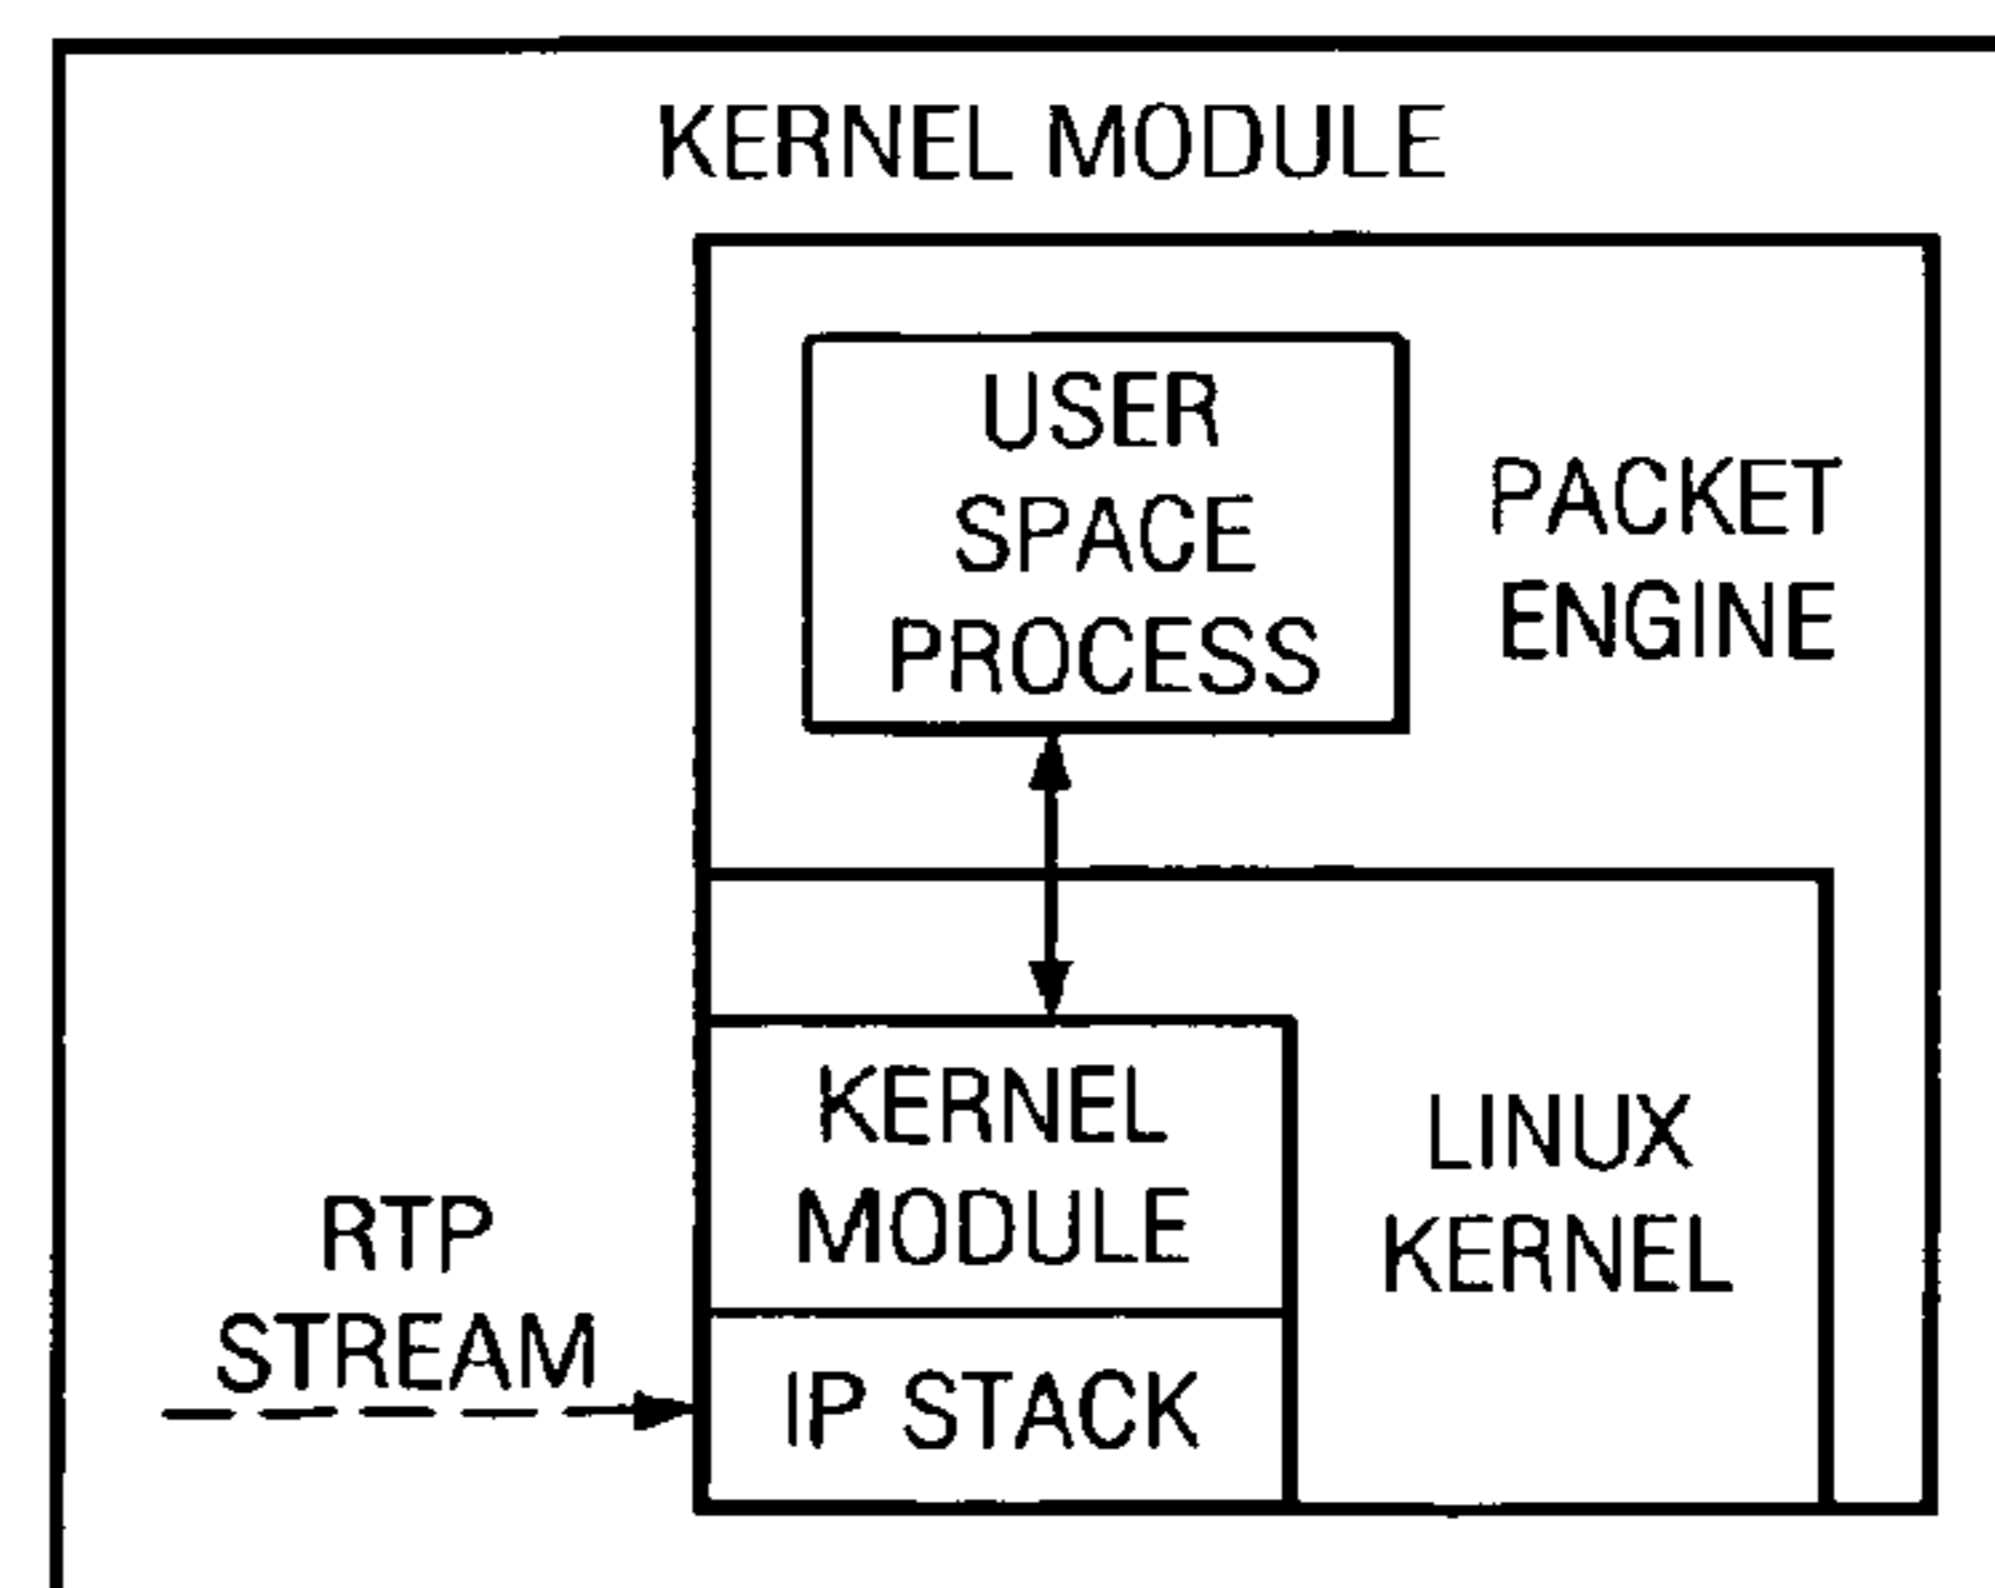 KERNEL MODULE
USER
SPACE
PROCESS
PACKET
ENGINE
KERNEL
MODULE
LINUX
KERNEL
RTP
STREAM
IP STACK